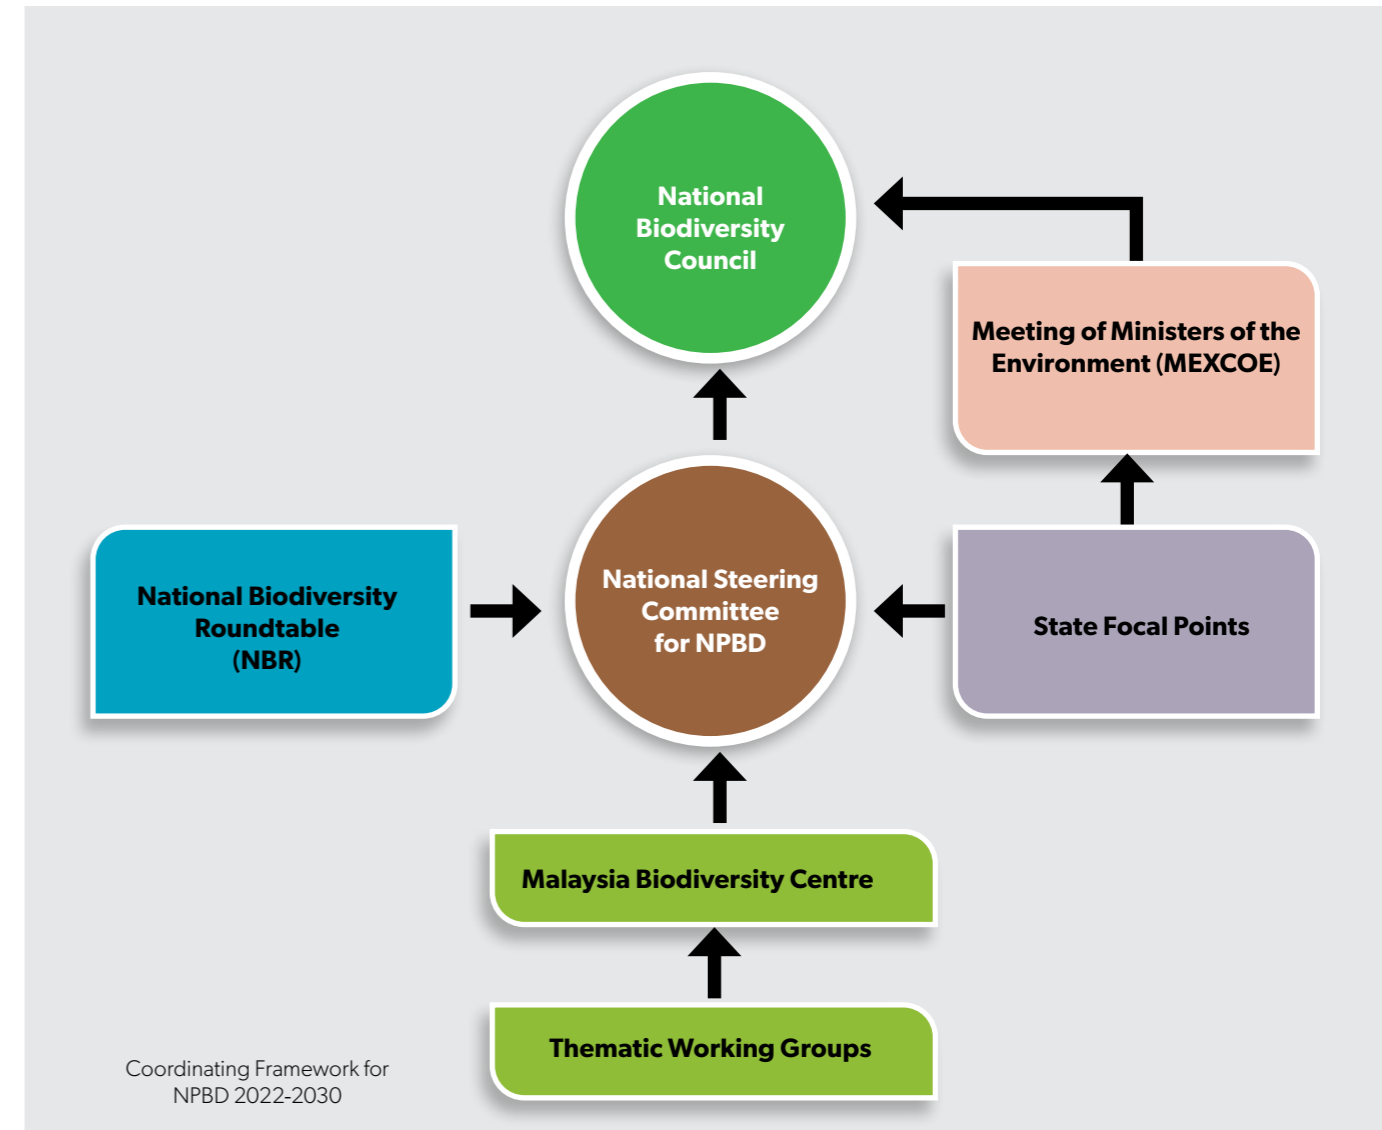 National
Biodiversity
Council
Meeting of Ministers of the
Environment (MEXCOE)
National Biodiversity
Roundtable
(NBR)
National Steering
Committee
for NPBD
State Focal Points
Malaysia Biodiversity Centre
Thematic Working Groups
Coordinating Framework for
NPBD 2022-2030